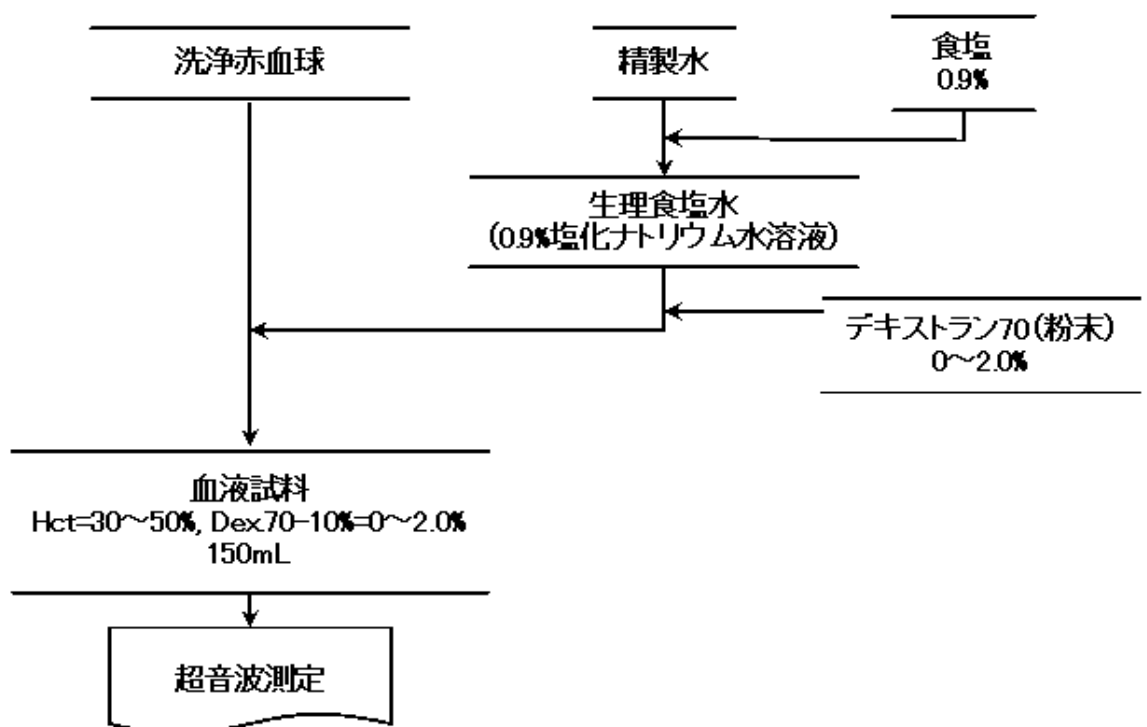 洗浄赤血球
精製水
食塩
0.9%
生理食塩水
(0.9%塩化ナトリウム水溶液)
デキストラン70(粉末)
0～2.0%
血液試料
Hct=30～50%, Dex.70-10%=0～2.0%
150mL
超音波測定